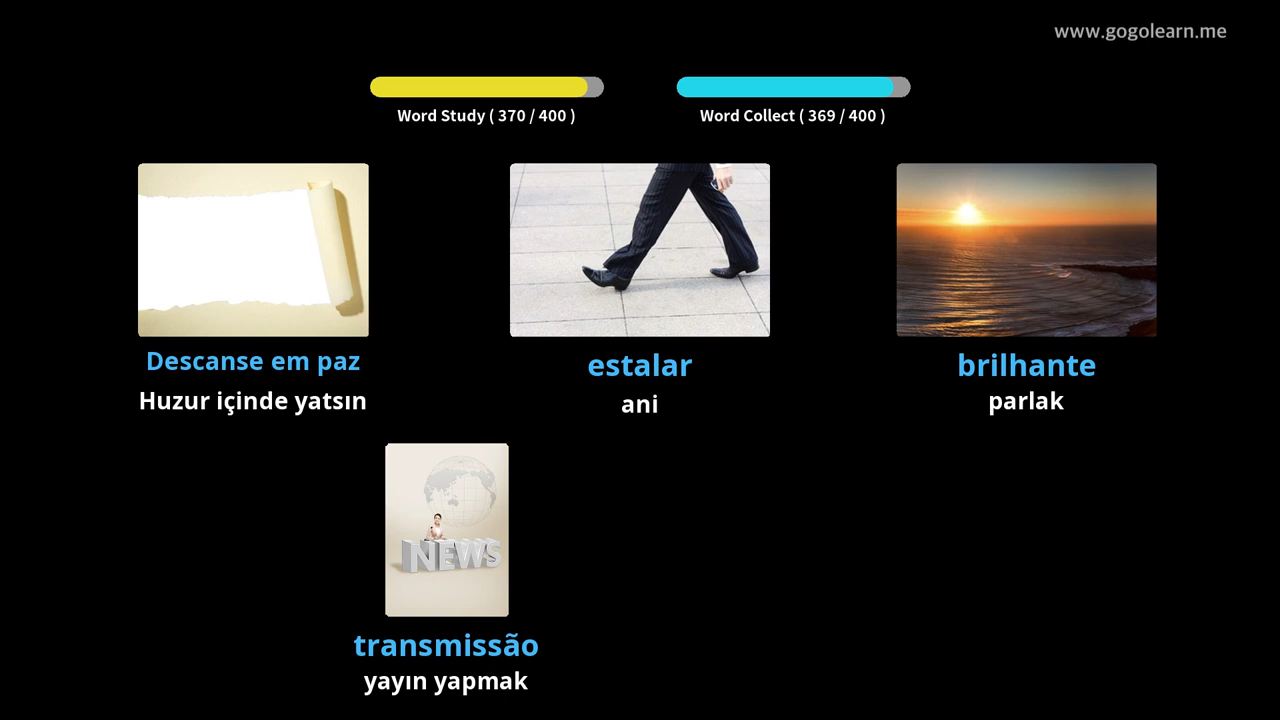 www.gogolearn.me
Word Study ( 370 / 400 )
Word Collect ( 369 / 400 )
Descanse em paz
Huzur içinde yatsın
estalar
ani
brilhante
parlak
NEWS
transmissão
yayın yapmak